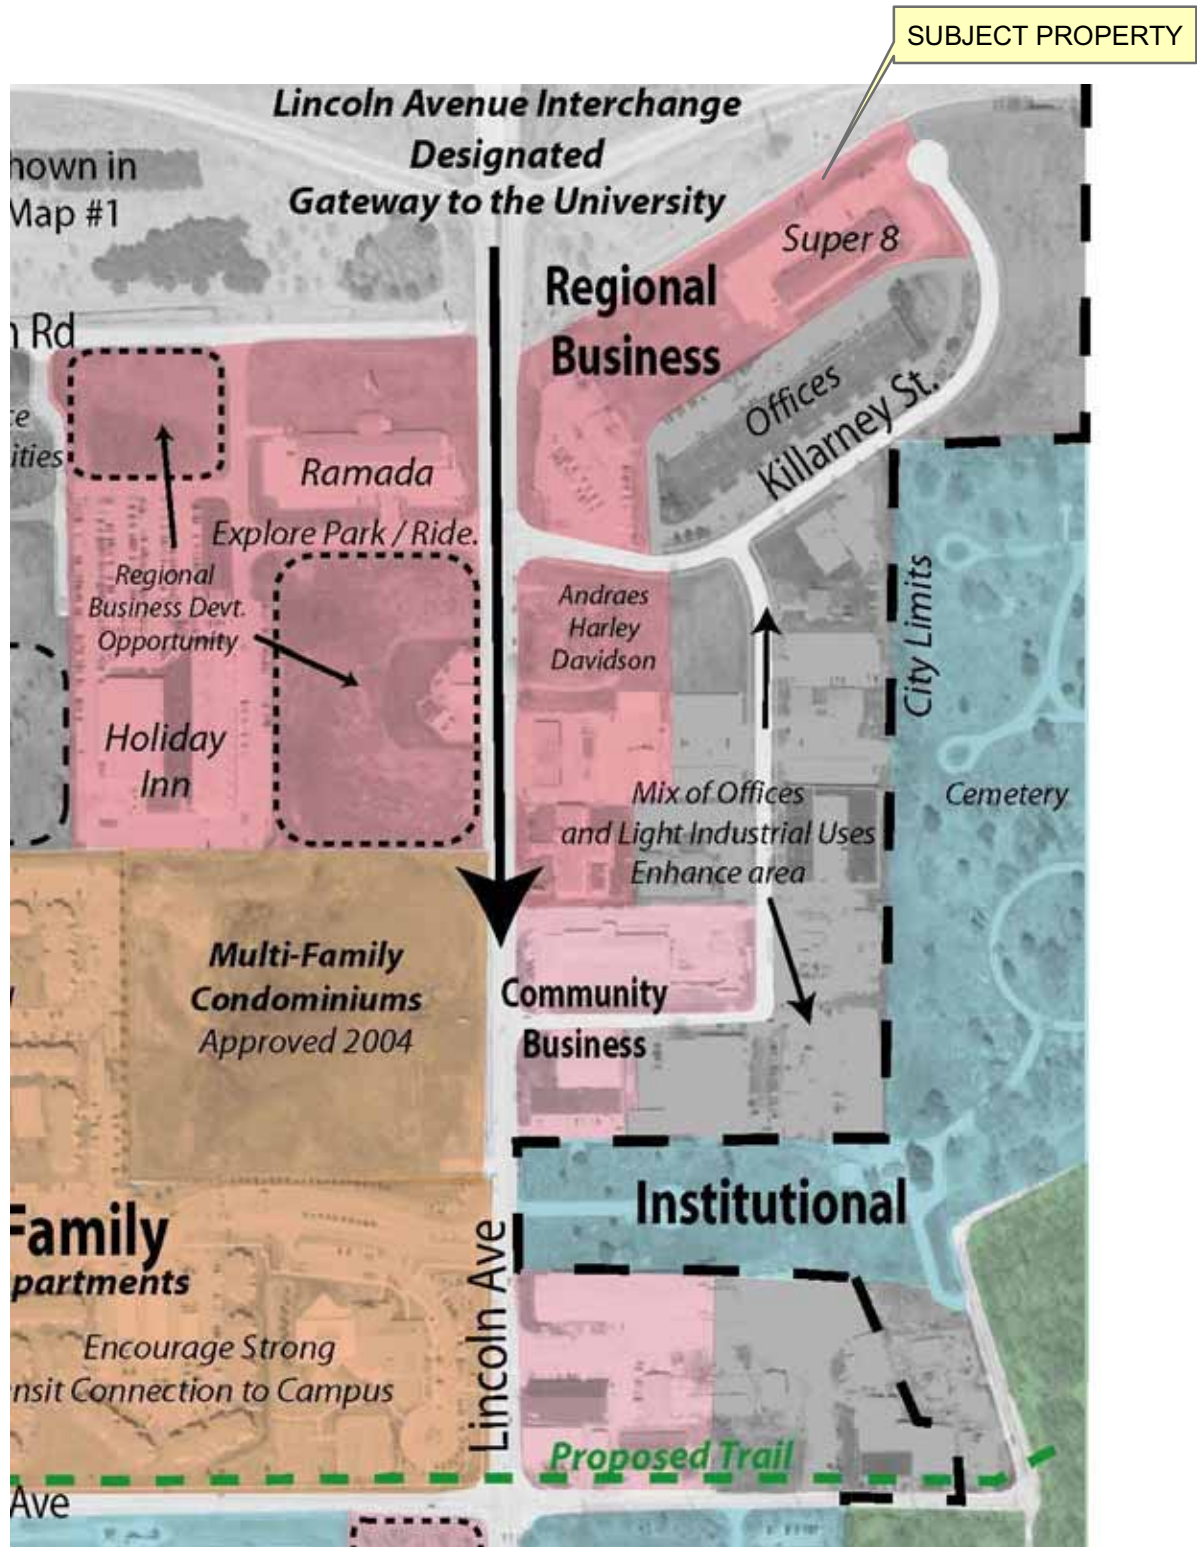 SUBJECT PROPERTY
Lincoln Avenue Interchange
Designated
Gateway to the University
hown in
Map #1
Super 8
Regional
Business
n Rd
Offices
Killarney St.
ce
ities
Ramada
Explore Park / Ride.
Regional
Business Devt.
Opportunity
Andraes
Harley
Davidson
City Limits
Holiday
Inn
Mix of Offices
and Light Industrial Uses
Enhance area
Cemetery
Multi-Family
Condominiums
Approved 2004
Community
Business
Institutional
Family
partments
Lincoln Ave
Encourage Strong
nsit Connection to Campus
Proposed Trail
Ave